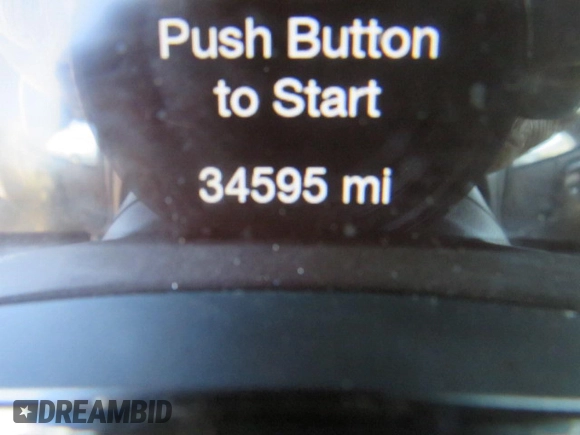 Push Button
to Start
34595 mi
DREAMBID